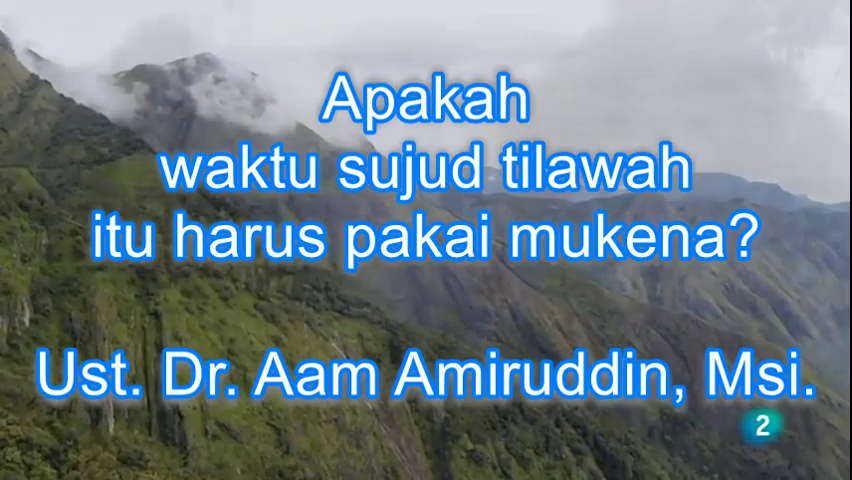 Apakah
waktu sujud tilawah
itu harus pakai mukena?
Ust. Dr. Aam Amiruddin, Msi.
2